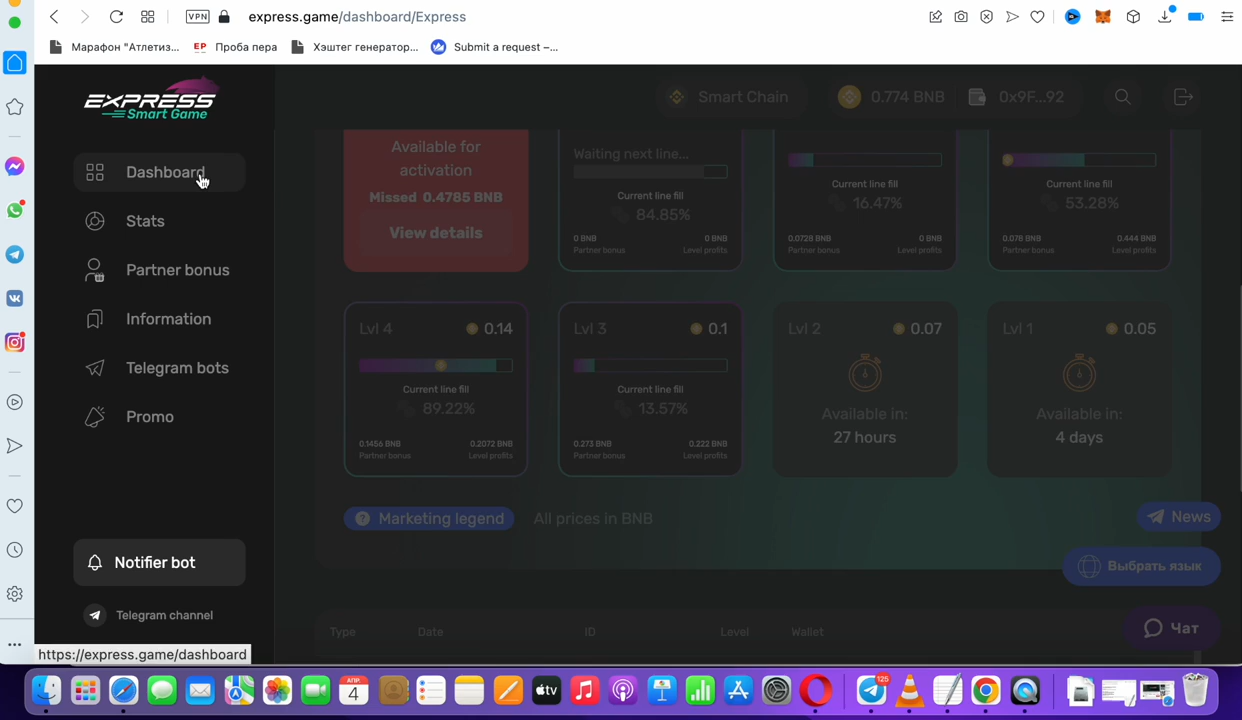 VPN
express.game/dashboard/Express
Марафон "Атлетиз...
EP Проба пера
Хэштег генератор...
Submit a request –...
EXPRESS
Smart Game
Smart Chain
0.774 BNB
0x9F...92
Dashboard
Stats
Partner bonus
Information
Telegram bots
Promo
Notifier bot
Telegram channel
Available for
activation
Missed 0.4785 BNB
View details
Waiting next line...
Current line fill
84.85%
0 BNB 0 BNB
Partner bonus Level profits
Current line fill
16.47%
0.0728 BNB 0 BNB
Partner bonus Level profits
Current line fill
53.28%
0.076 BNB 0.444 BNB
Partner bonus Level profits
Lvl 4 0.14
Current line fill
89.22%
0.1456 BNB 0.2072 BNB
Partner bonus Level profits
Lvl 3 0.1
Current line fill
13.57%
0.273 BNB 0.222 BNB
Partner bonus Level profits
Lvl 2 0.07
Available in:
27 hours
Lvl 1 0.05
Available in:
4 days
? Marketing legend
All prices in BNB
News
Выбрать язык
Type Date ID Level Wallet
Чат
https://express.game/dashboard
АПР.
4
tv
125